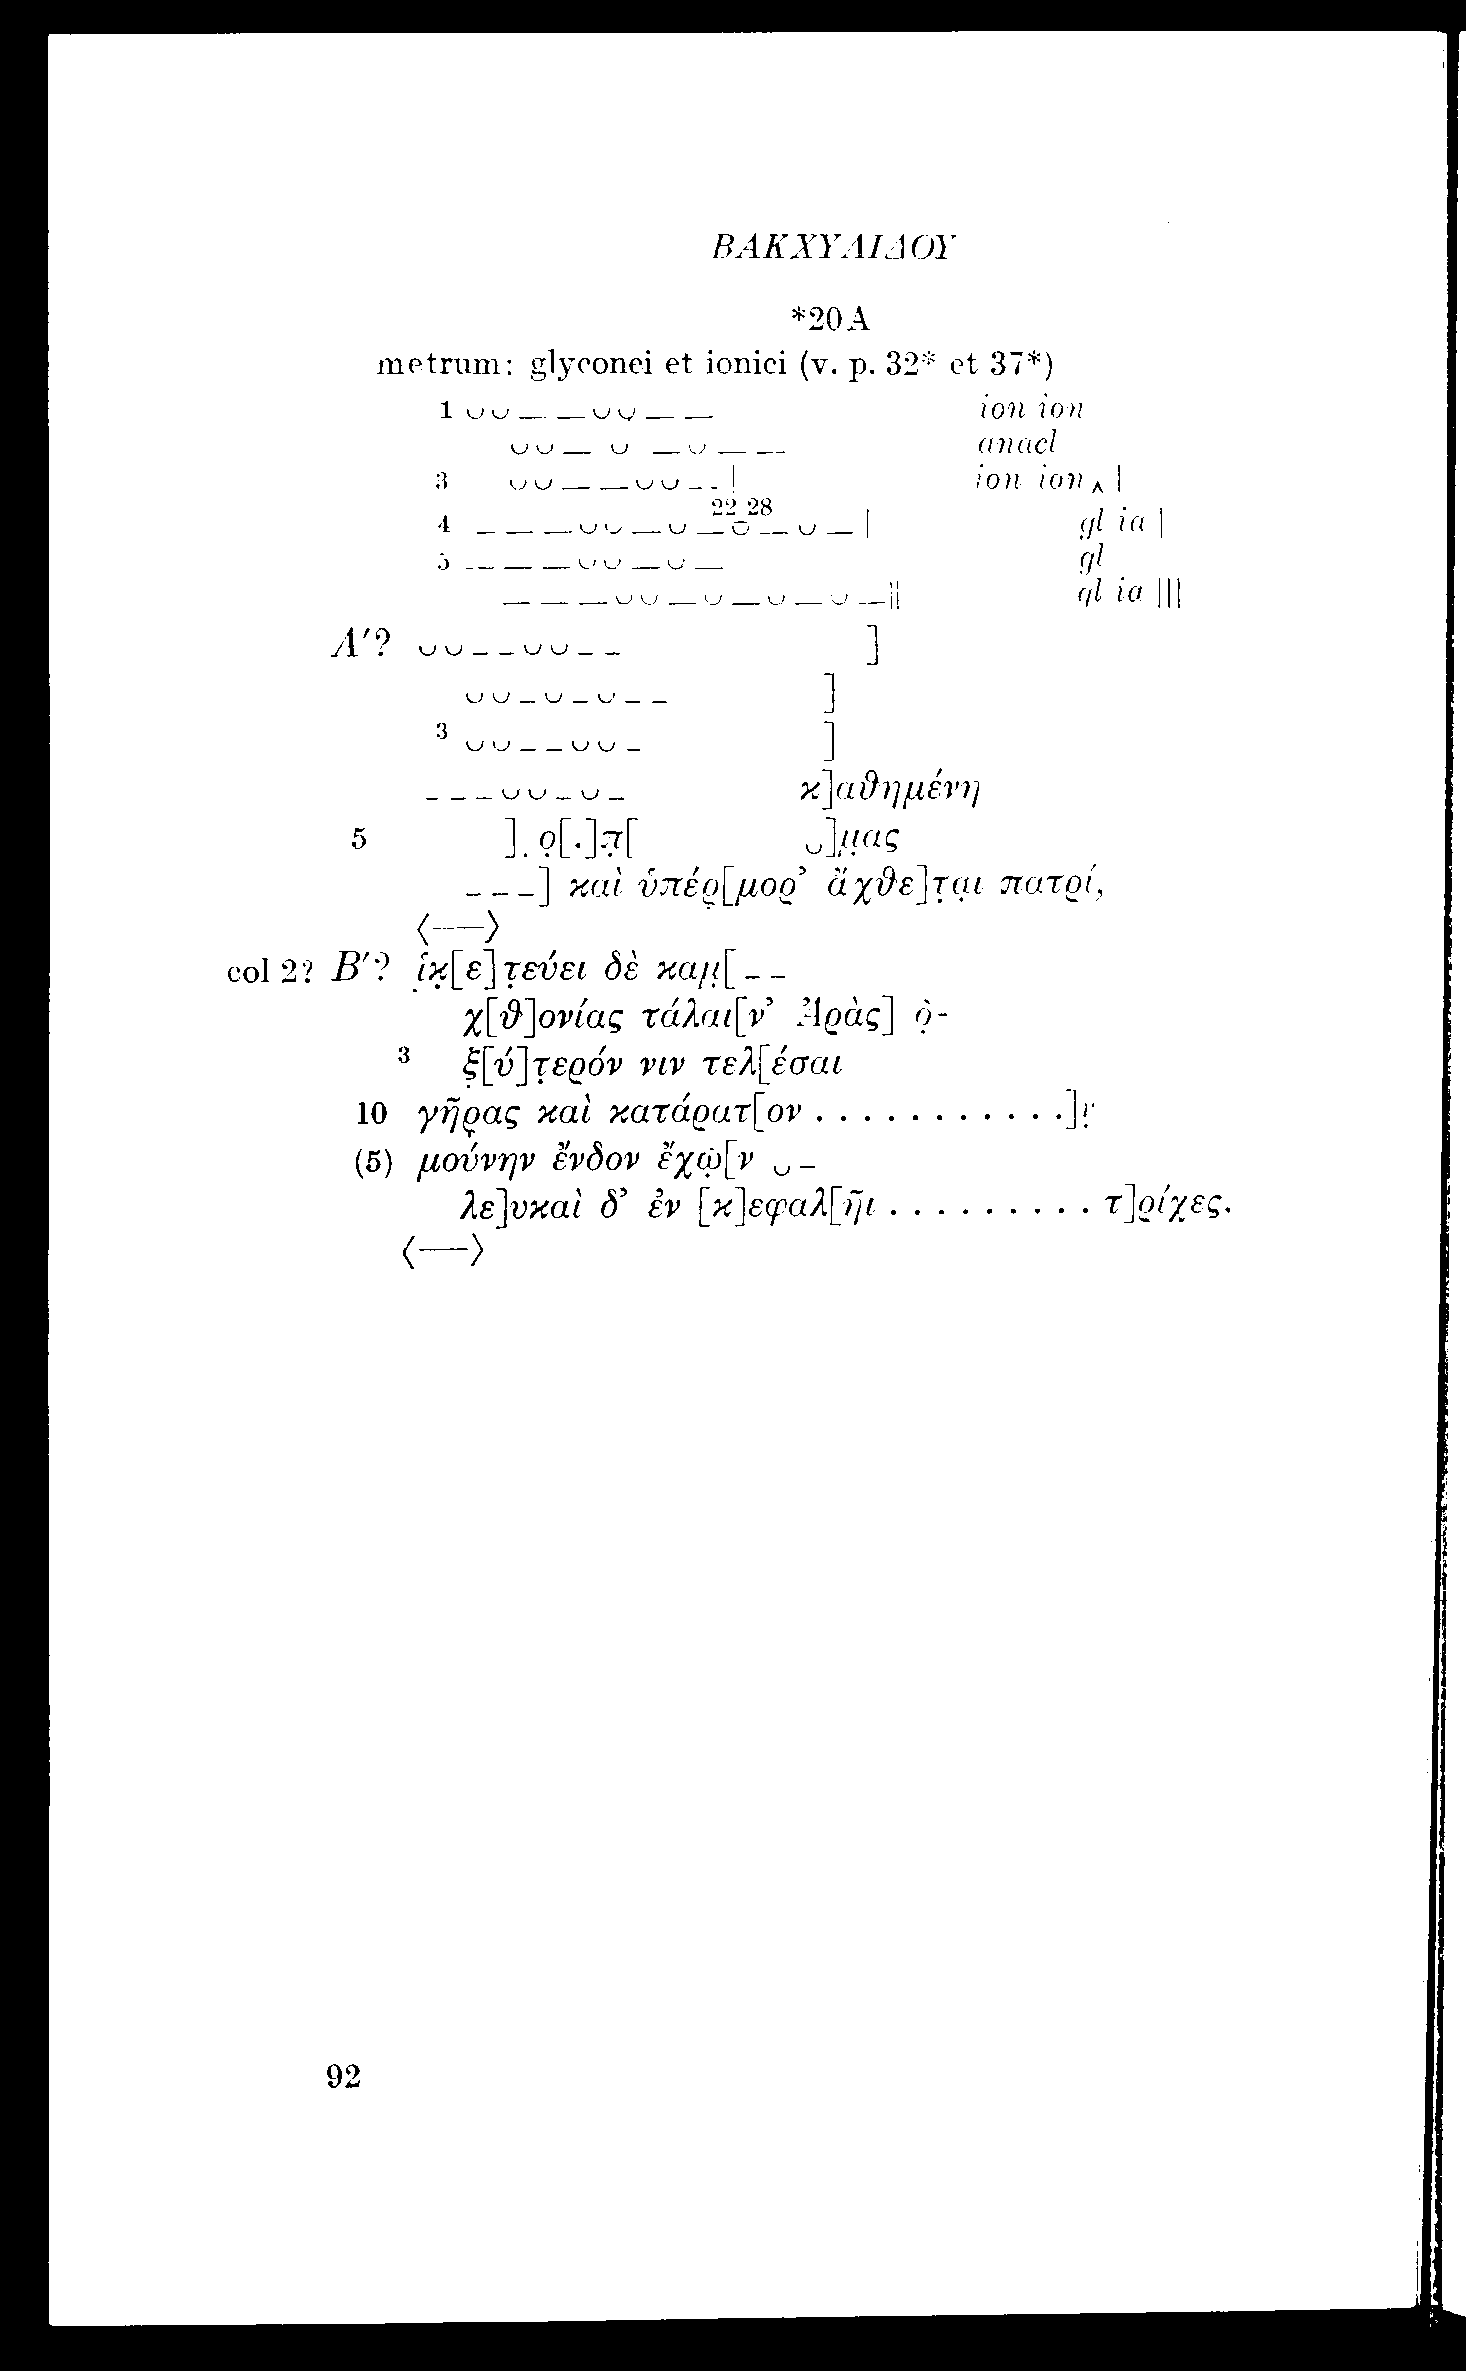 ΒΑΚΧΥΛΙΔΟΥ
*20A
metrum: glyconei et ionici (v. p. 32* et 37*)
1 ⏑⏑——⏑⏑—— ion ion
⏑⏑—⏑—⏑—— anacl
3 ⏑⏑——⏑⏑—| ion ion‸|
22 28
4 ———⏑⏑—⏑—⏑̄—⏑—| gl ia |
5 ———⏑⏑—⏑— gl
———⏑⏑—⏑—⏑—⏑—||| gl ia |||
Α′? ⏑⏑——⏑⏑—— ]
⏑⏑—⏑—⏑—— ]
3 ⏑⏑——⏑⏑— ]
———⏑⏑—⏑— κ]αθημένη
5 ]. ο̣[.]π̣[ ⏑]μ̣ας
———] καὶ ὑπέρ̣[μορ’ ἄχθε]τ̣α̣ι πατρί,
⟨—⟩
col 2? Β′? ἱ̣κ̣[ε]τ̣εύει δὲ καμ̣[——
χ̣[θ]ονίας τάλαι[ν’ Ἀρὰς] ὀ̣-
3 ξ̣[ύ]τ̣ερόν νιν τελ[έσαι
10 γῆρ̣ας καὶ κατάρατ[ον . . . . . . . . . . .]ν̣
(5) μούνην ἔνδον ἔχω̣[ν ⏑—
λε]υκαὶ δ’ ἐν [κ]εφαλ[ῆι . . . . . . . . . τ]ρίχες.
⟨—⟩
92